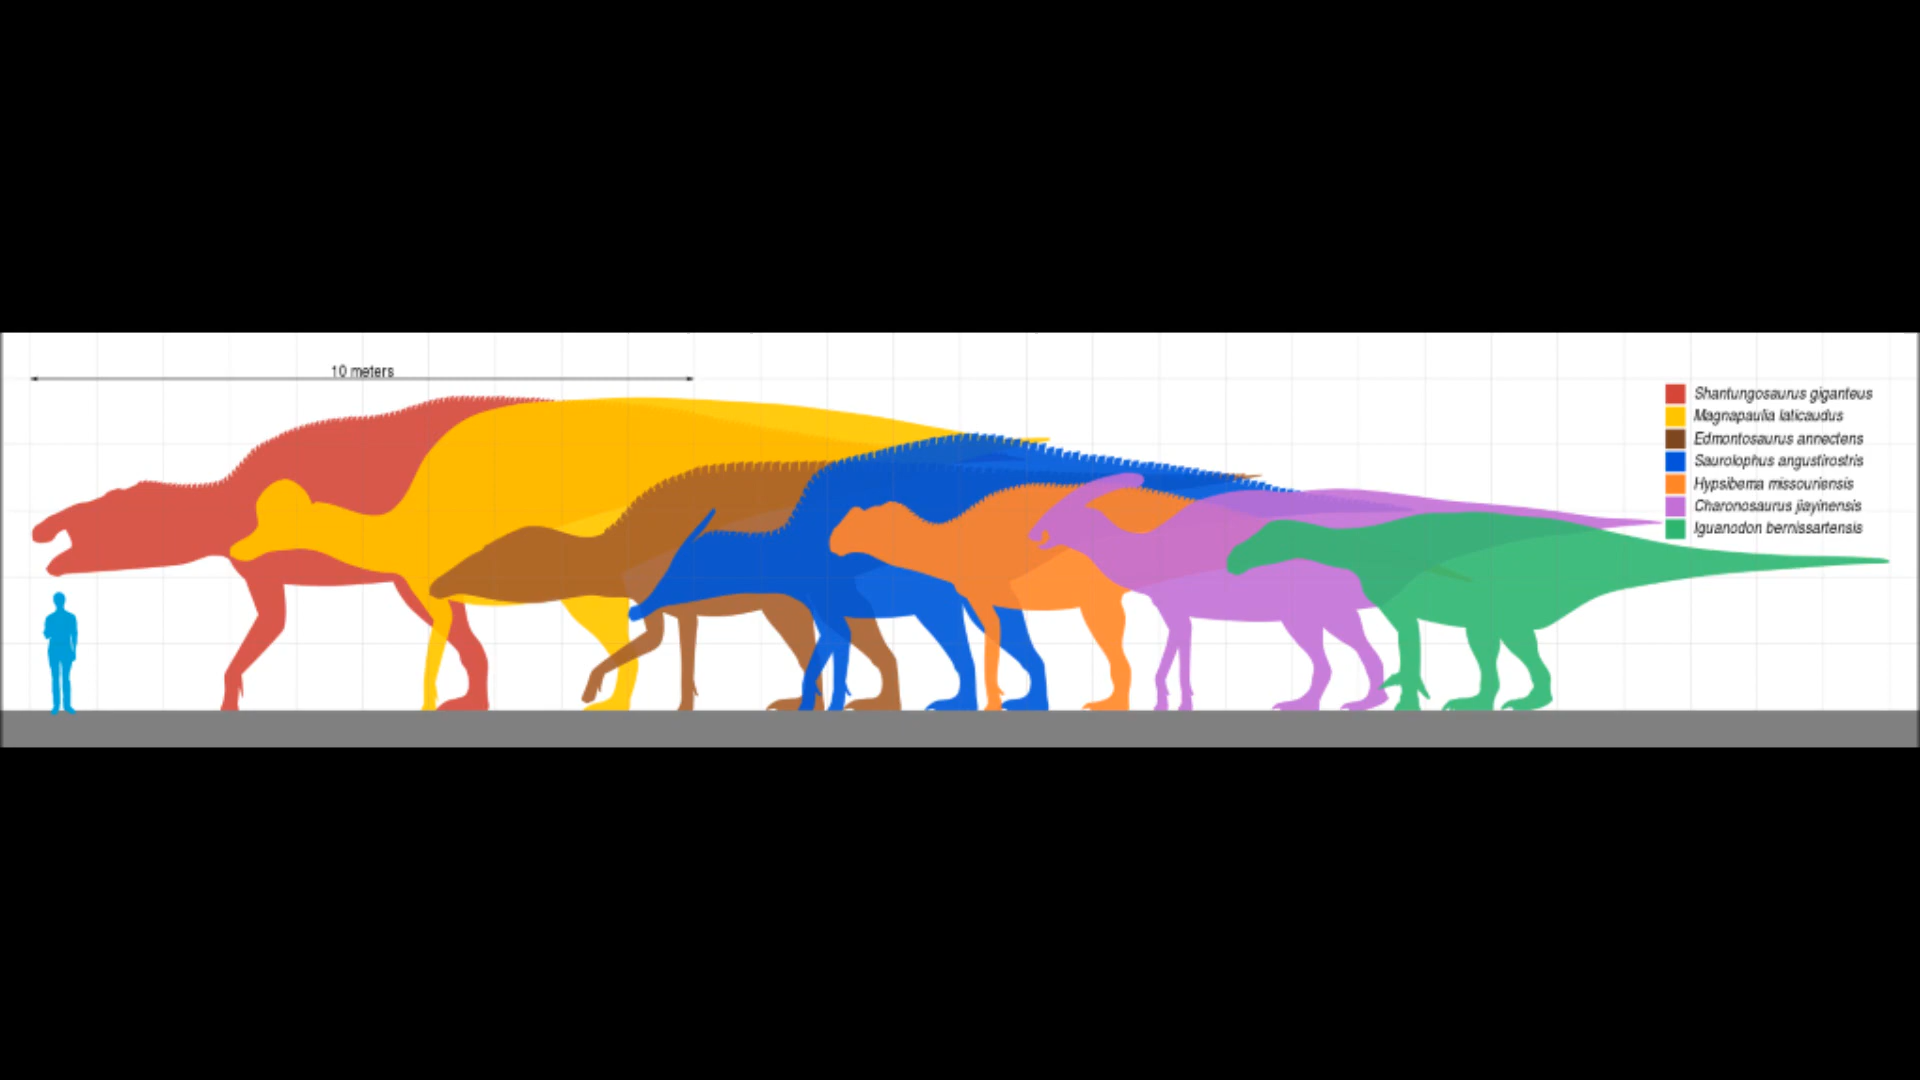 10 meters
Shantungosaurus giganteus
Magnapaulia laticaudus
Edmontosaurus annectens
Saurolophus angustirostris
Hypsibema missouriensis
Charonosaurus jiayinensis
Iguanodon bernissartensis